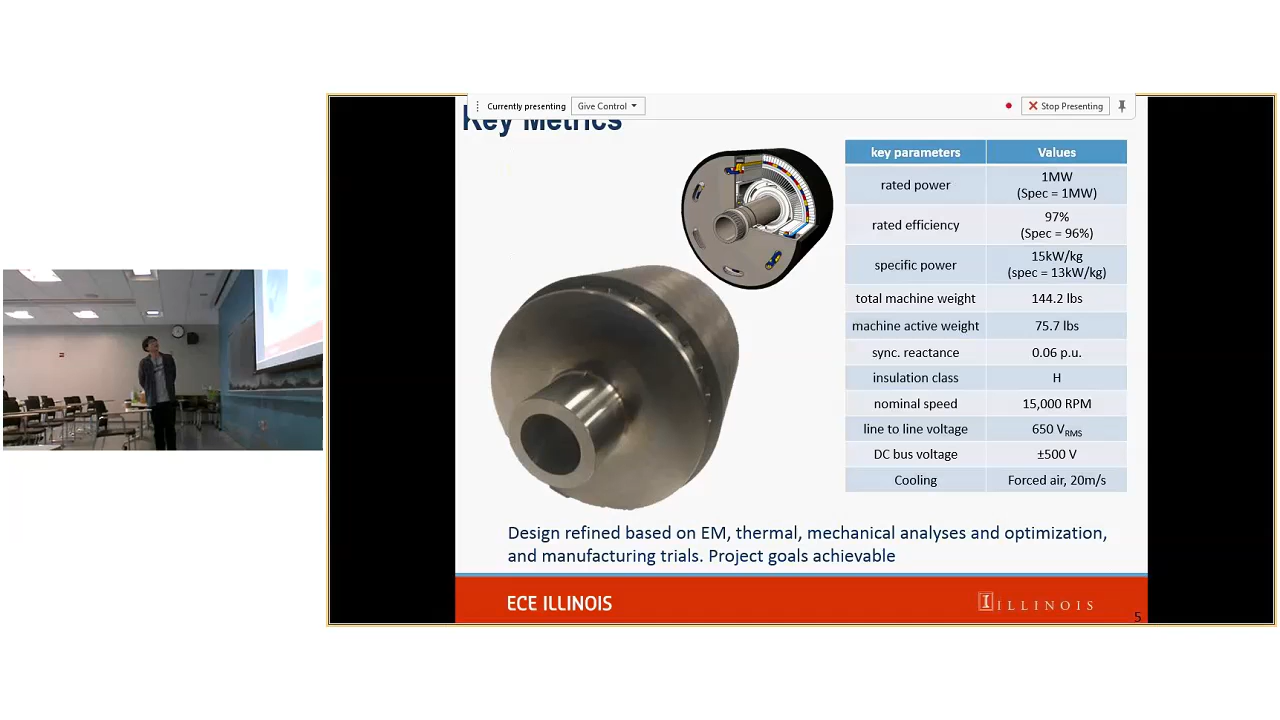 Currently presenting
Give Control
Stop Presenting
Key Metrics
key parameters Values
rated power 1MW
(Spec = 1MW)
rated efficiency 97%
(Spec = 96%)
specific power 15kW/kg
(spec = 13kW/kg)
total machine weight 144.2 lbs
machine active weight 75.7 lbs
sync. reactance 0.06 p.u.
insulation class H
nominal speed 15,000 RPM
line to line voltage 650 VRMS
DC bus voltage ±500 V
Cooling Forced air, 20m/s
Design refined based on EM, thermal, mechanical analyses and optimization,
and manufacturing trials. Project goals achievable
ECE ILLINOIS
I ILLINOIS
5